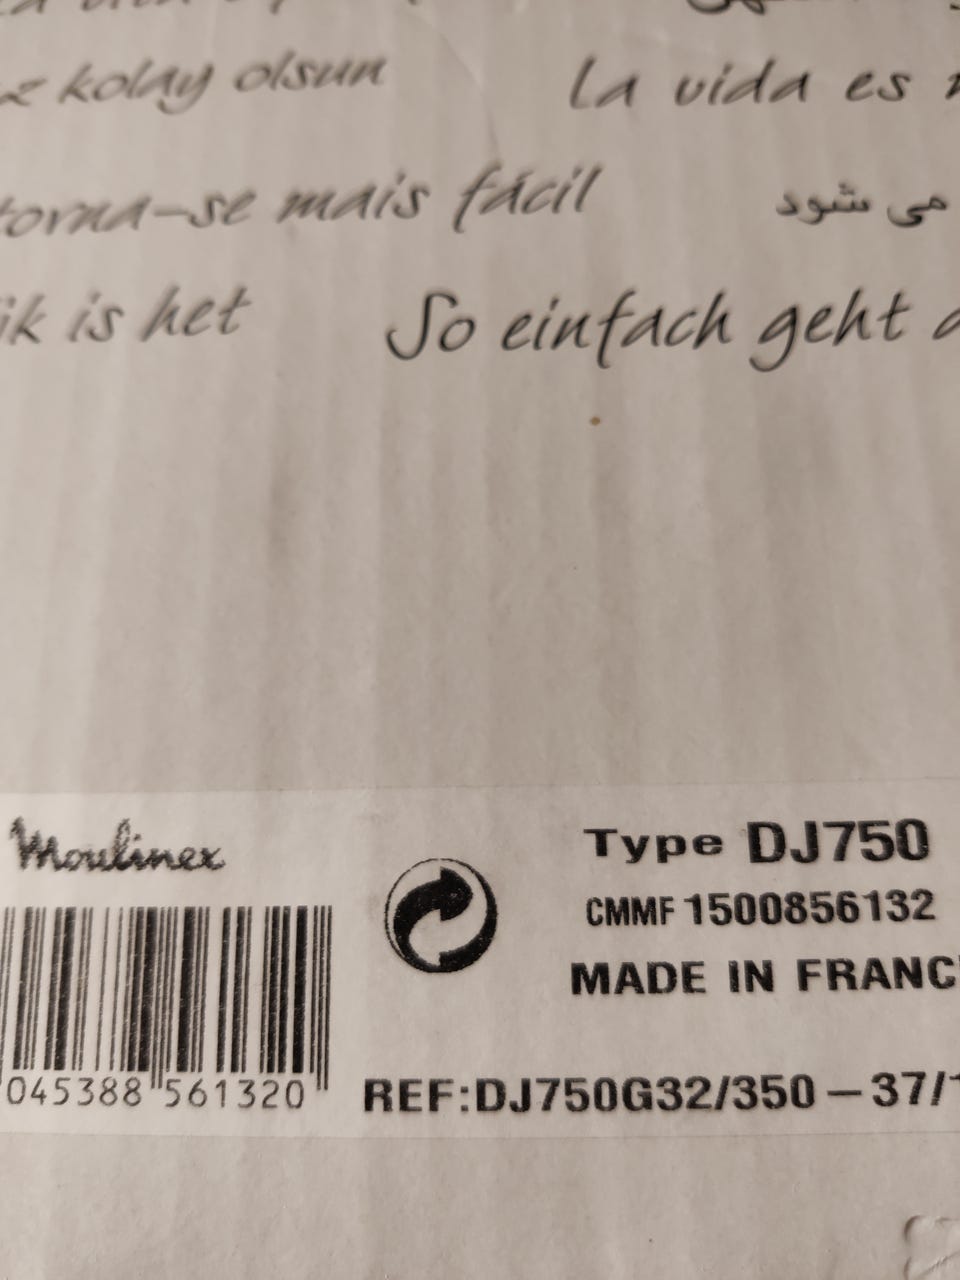 kolay olsun
La vida es
torna-se mais fácil
می شود
is het
So einfach geht
Moulinex
Type DJ750
CMMF 1500856132
MADE IN FRANC
045388 561320
REF:DJ750G32/350 – 37/